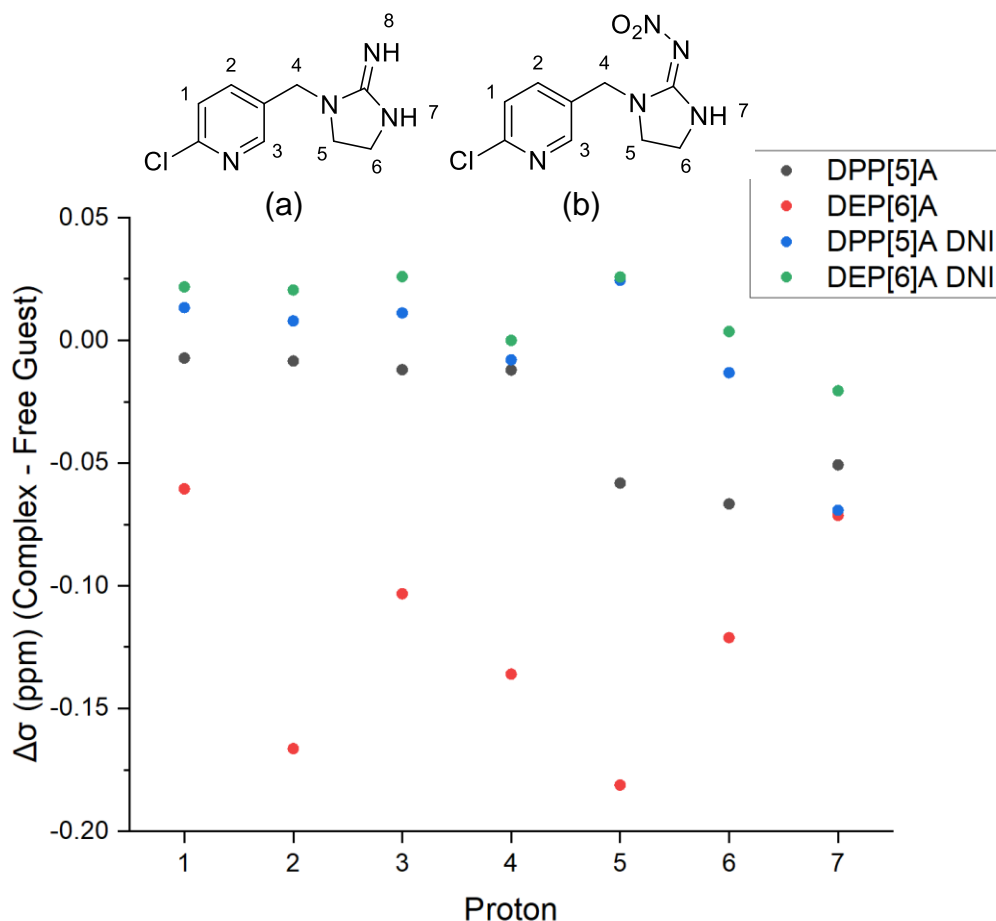 8
NH
4
2
1
N
NH 7
Cl
N
3
5
6
(a)
O2N
N
N
4
2
1
N
NH 7
Cl
N
3
5
6
(b)
DPP[5]A
DEP[6]A
DPP[5]A DNI
DEP[6]A DNI
0.05
0.00
-0.05
-0.10
-0.15
-0.20
Δσ (ppm) (Complex - Free Guest)
1 2 3 4 5 6 7
Proton